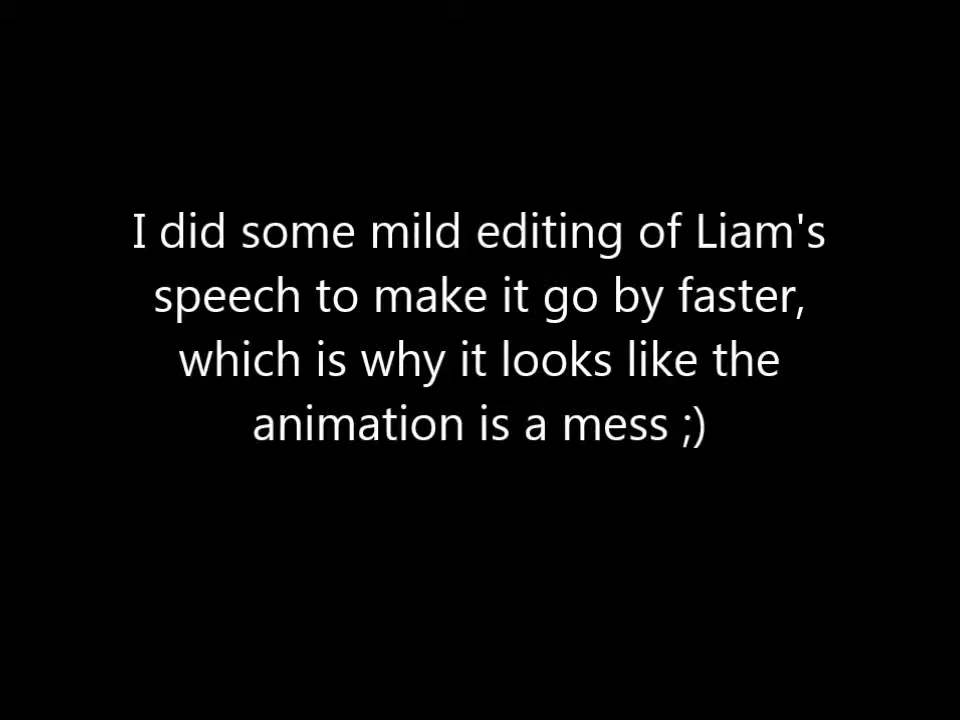 I did some mild editing of Liam's
speech to make it go by faster,
which is why it looks like the
animation is a mess ;)